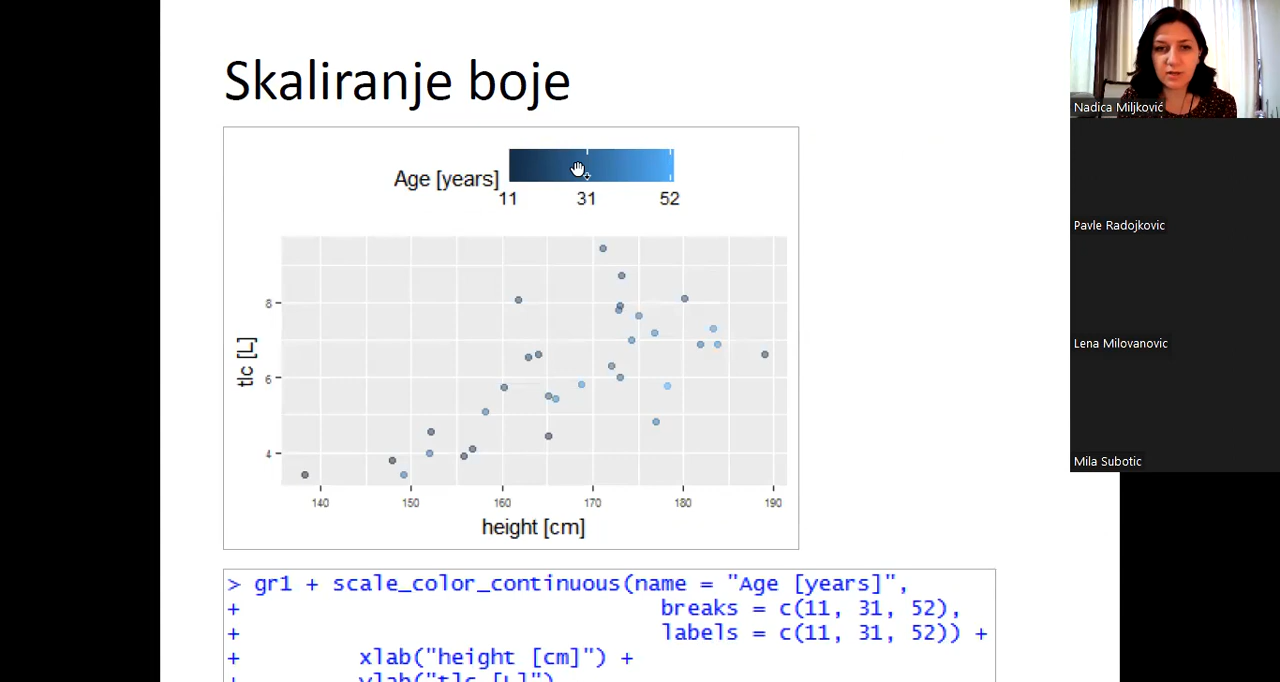 Skaliranje boje
Age [years]
11 31 52
8
6
4
tlc [L]
140 150 160 170 180 190
height [cm]
> gr1 + scale_color_continuous(name = "Age [years]",
+ breaks = c(11, 31, 52),
+ labels = c(11, 31, 52)) +
+ xlab("height [cm]") +
+ ylab("tlc [L]")
Nadica Miljković
Pavle Radojkovic
Lena Milovanovic
Mila Subotic